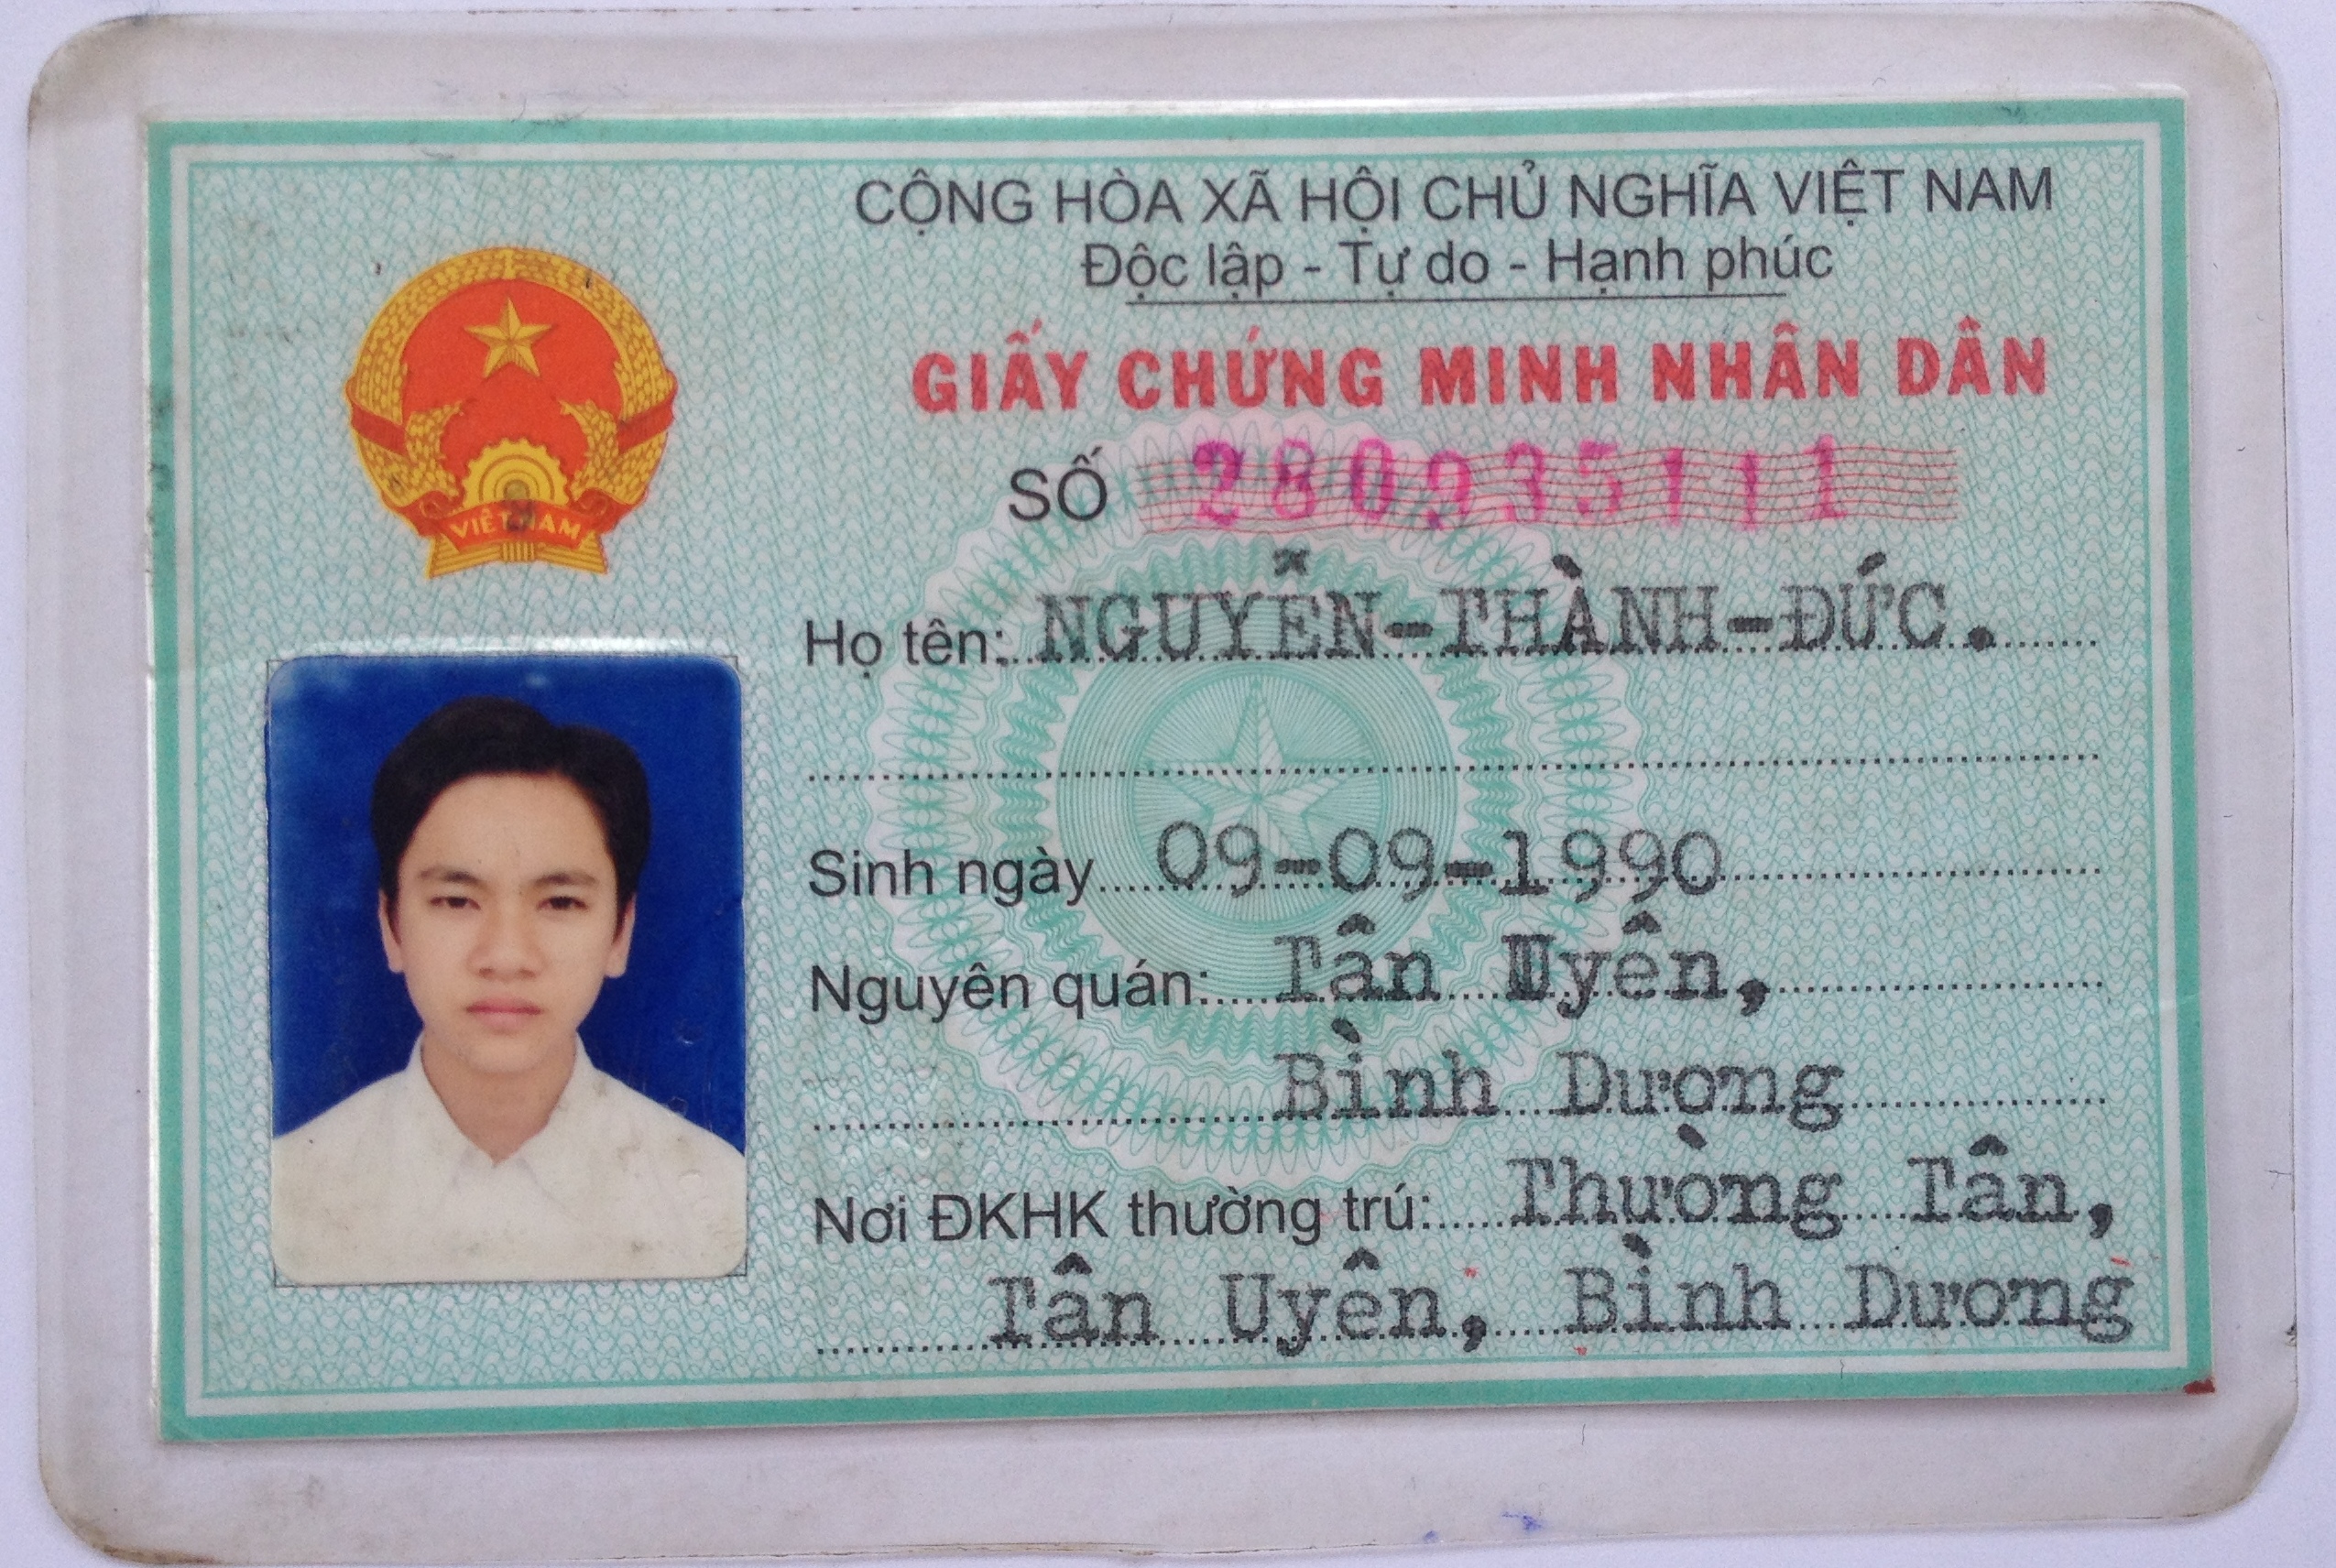 CỘNG HÒA XÃ HỘI CHỦ NGHĨA VIỆT NAM
Độc lập - Tự do - Hạnh phúc
GIẤY CHỨNG MINH NHÂN DÂN
SỐ 280935111
VIỆT NAM
Họ tên: NGUYỄN-THÀNH-ĐỨC.
Sinh ngày 09-09-1990
Nguyên quán: Tân Uyên,
Bình Dương
Nơi ĐKHK thường trú: Thường Tân,
Tân Uyên, Bình Dương